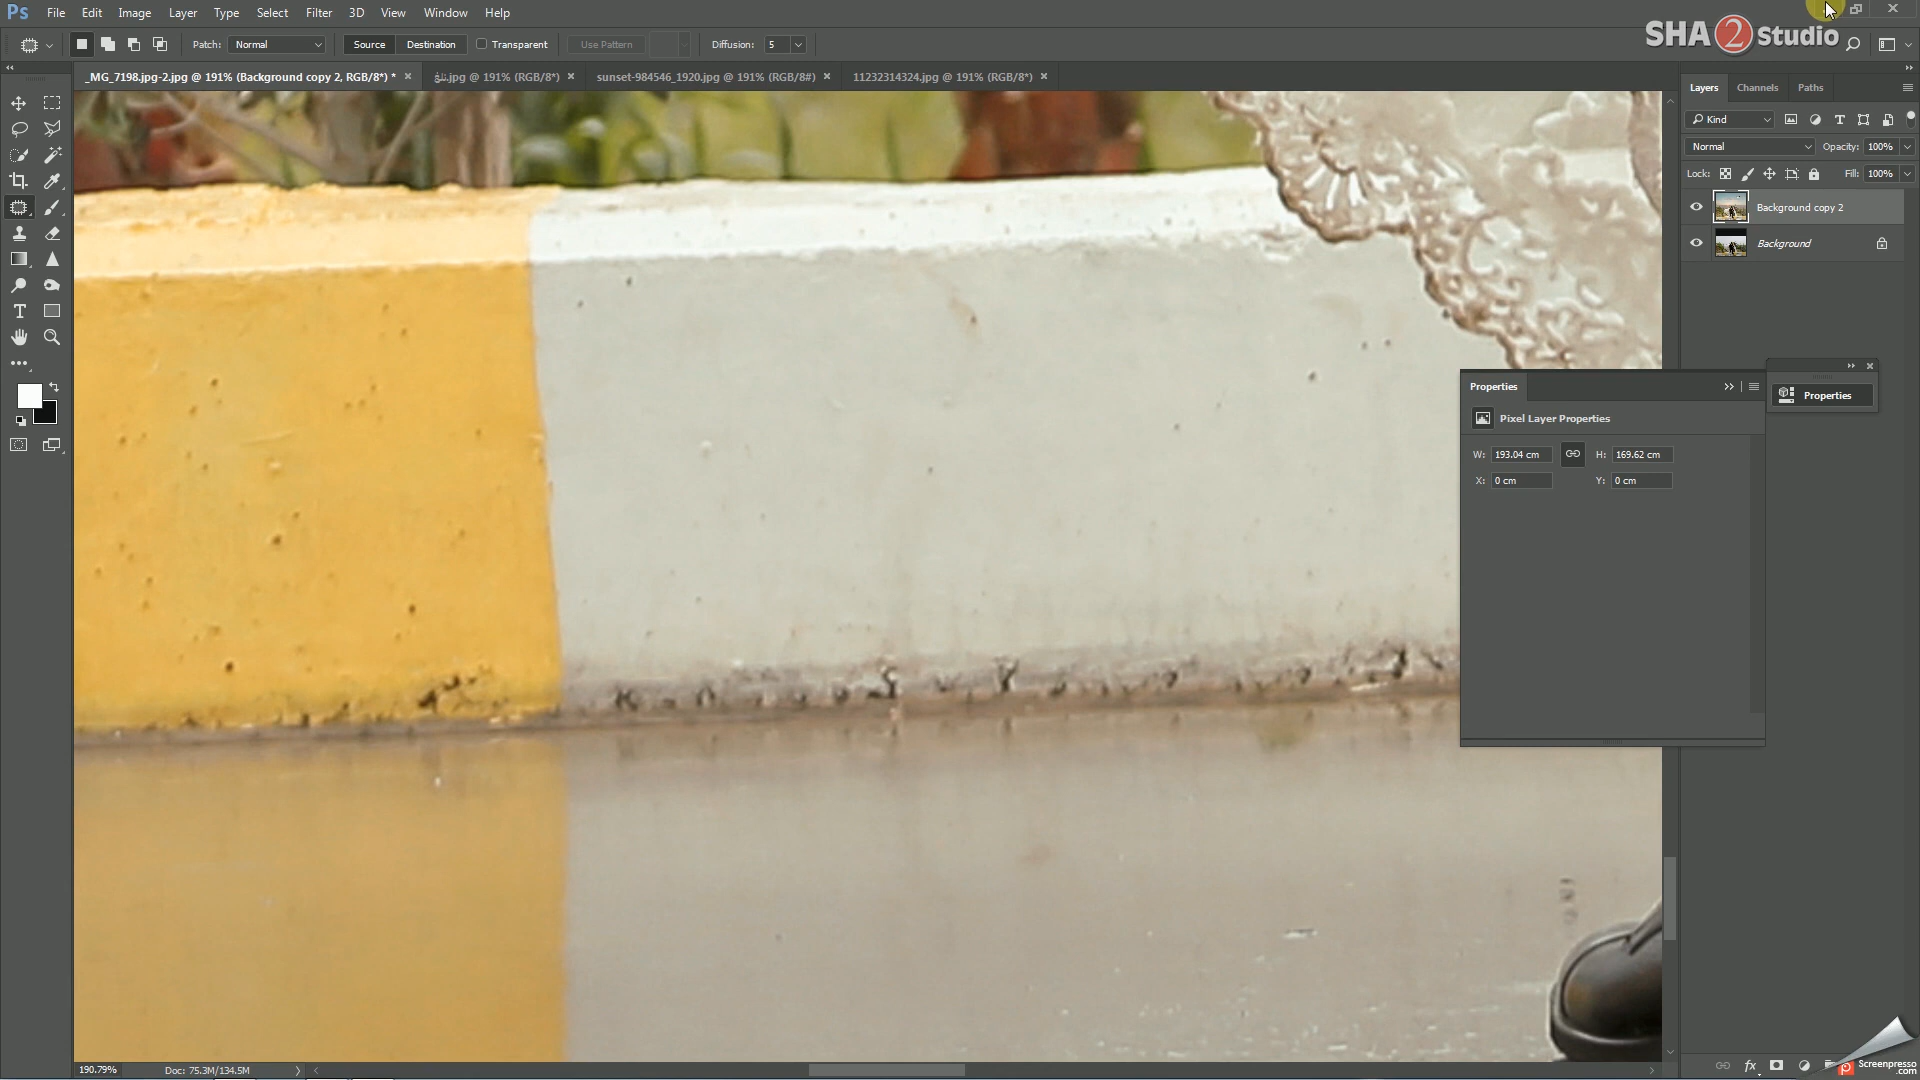 Ps File Edit Image Layer Type Select Filter 3D View Window Help
SHA 2 Studio
Patch: Normal Source Destination Transparent Use Pattern Diffusion: 5
_MG_7198.jpg-2.jpg @ 191% (Background copy 2, RGB/8*) * × .jpg @ 191% (RGB/8*) × sunset-984546_1920.jpg @ 191% (RGB/8#) × 11232314324.jpg @ 191% (RGB/8*) ×
Layers Channels Paths
Kind
Normal Opacity: 100%
Lock: Fill: 100%
Background copy 2
Background
Properties
Properties
Pixel Layer Properties
W: 193.04 cm H: 169.62 cm
X: 0 cm Y: 0 cm
190.79% Doc: 75.3M/134.5M
fx
Screenpresso
.com